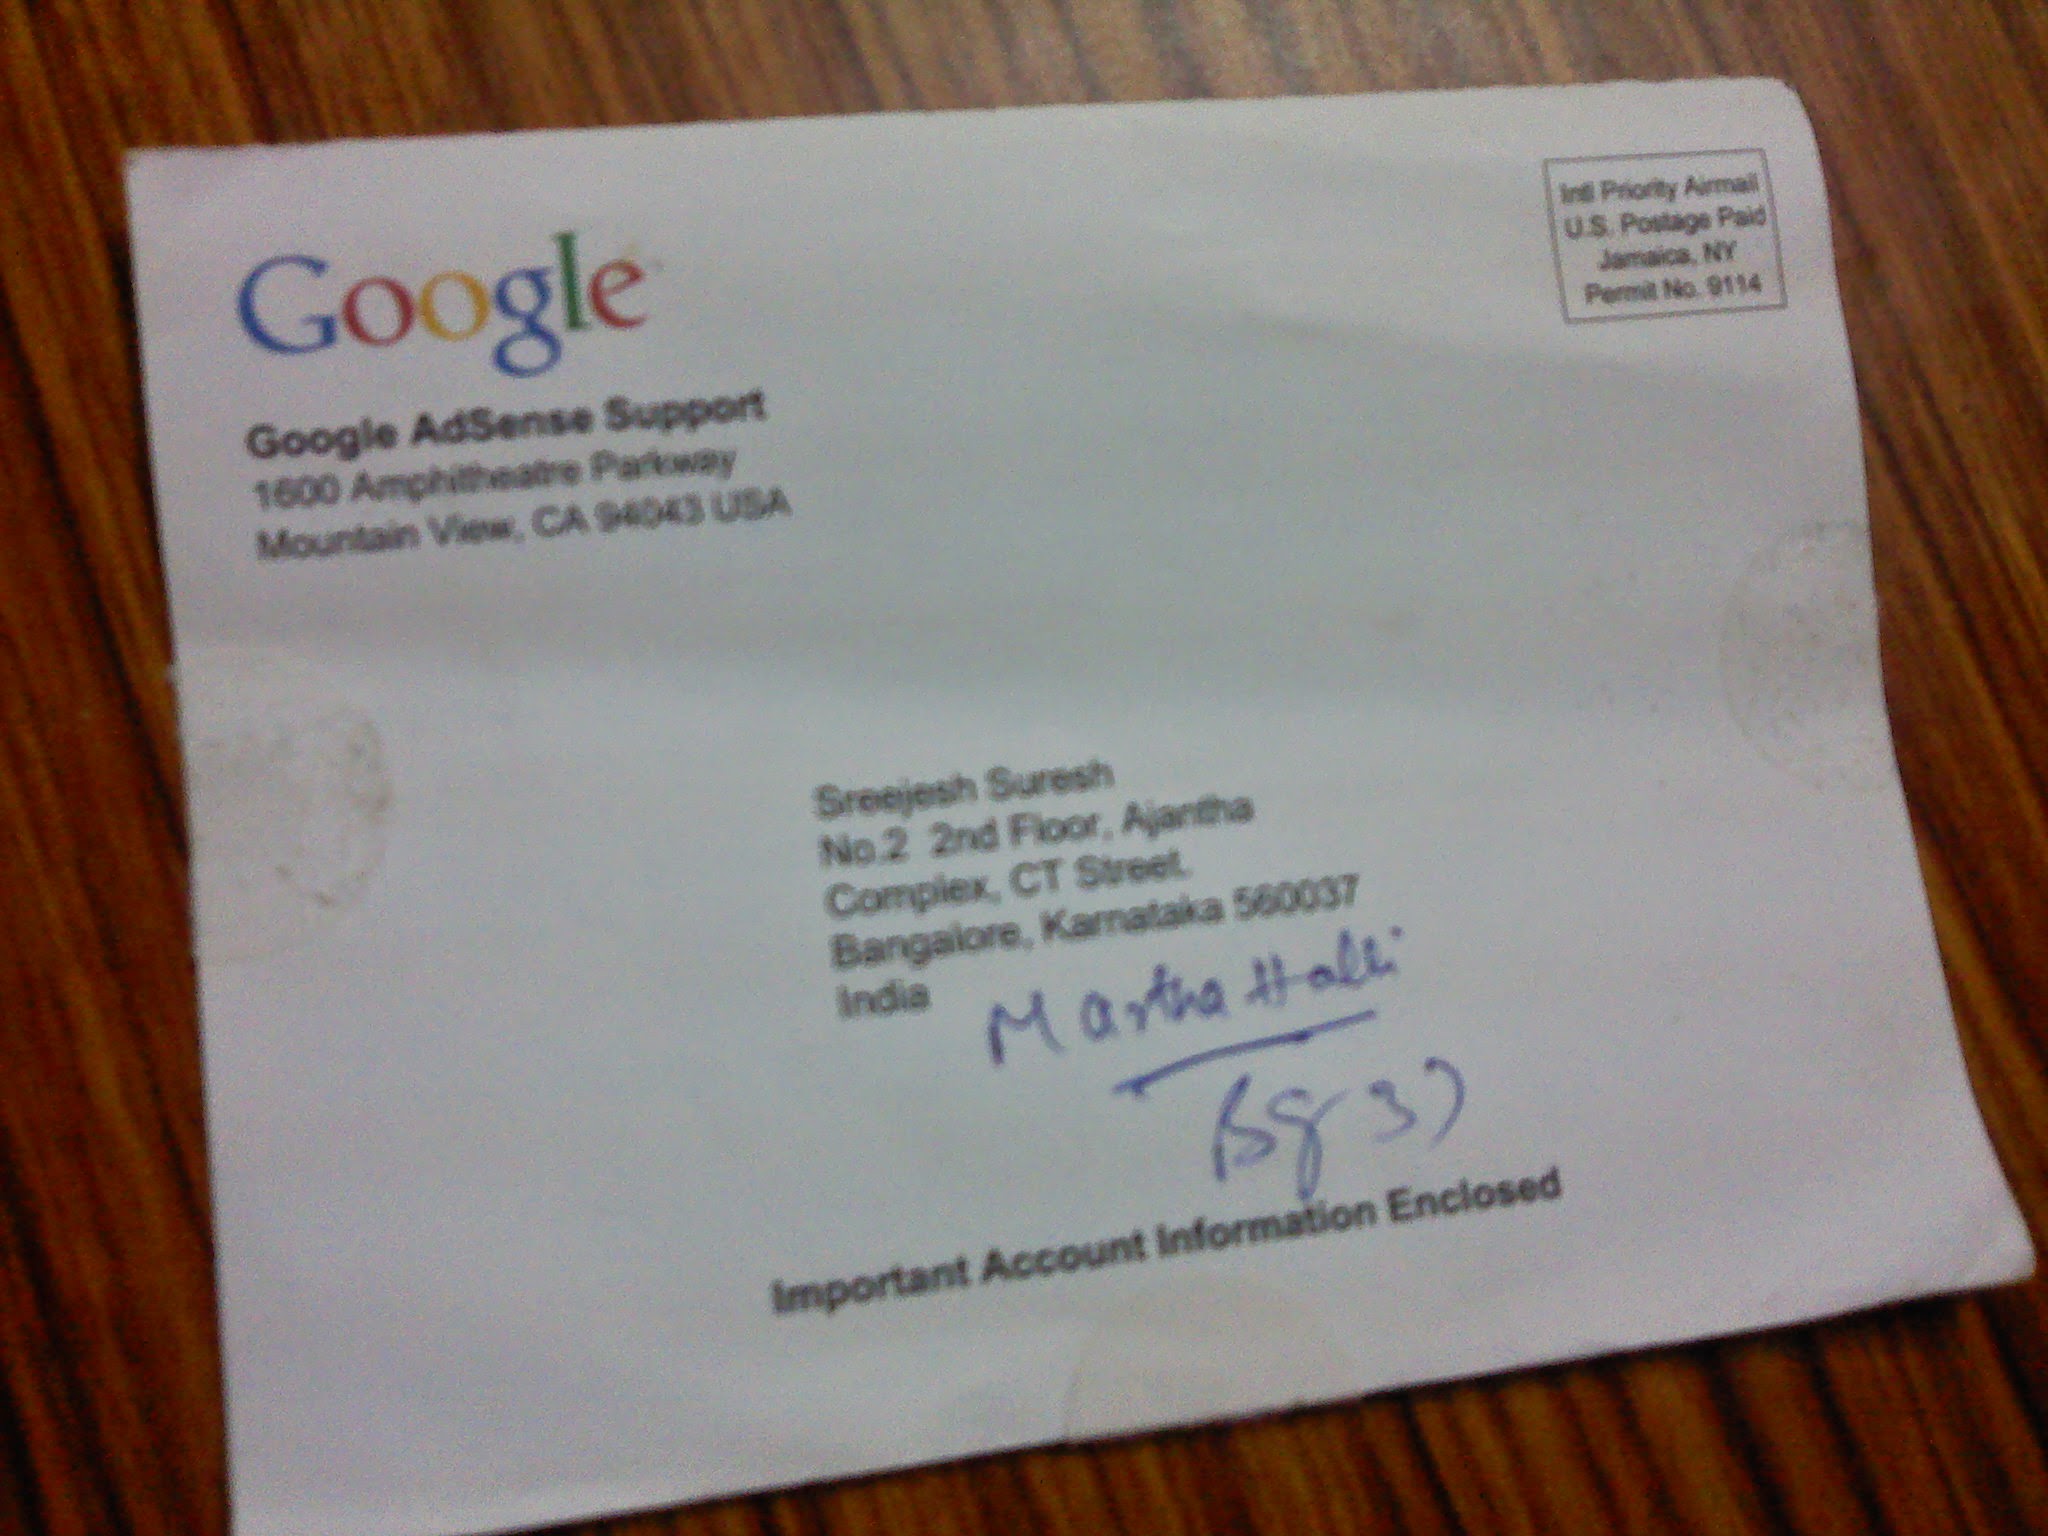 Google
Intl Priority Airmail
U.S. Postage Paid
Jamaica, NY
Permit No. 9114
Google AdSense Support
1600 Amphitheatre Parkway
Mountain View, CA 94043 USA
Sreejesh Suresh
No.2 2nd Floor, Ajantha
Complex, CT Street,
Bangalore, Karnataka 560037
India
Martha Halli
Bg 37
Important Account Information Enclosed